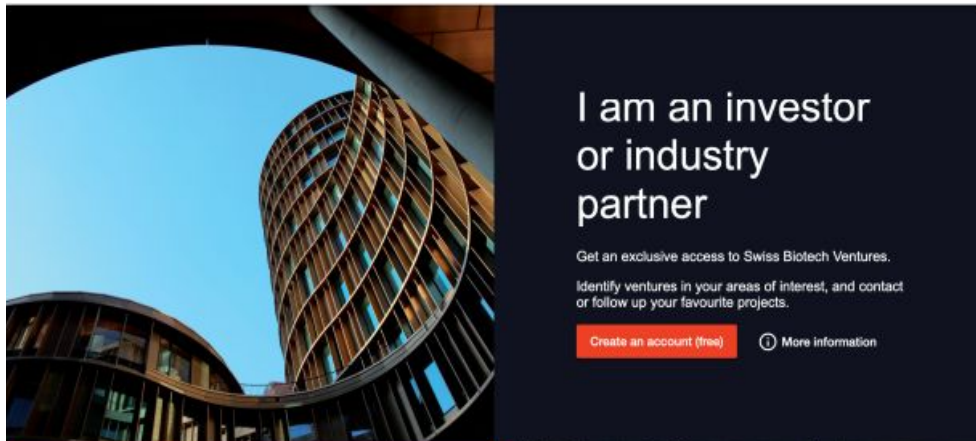 I am an investor
or industry
partner
Get an exclusive access to Swiss Biotech Ventures.
Identify ventures in your areas of interest, and contact
or follow up your favourite projects.
Create an account (free)
More information